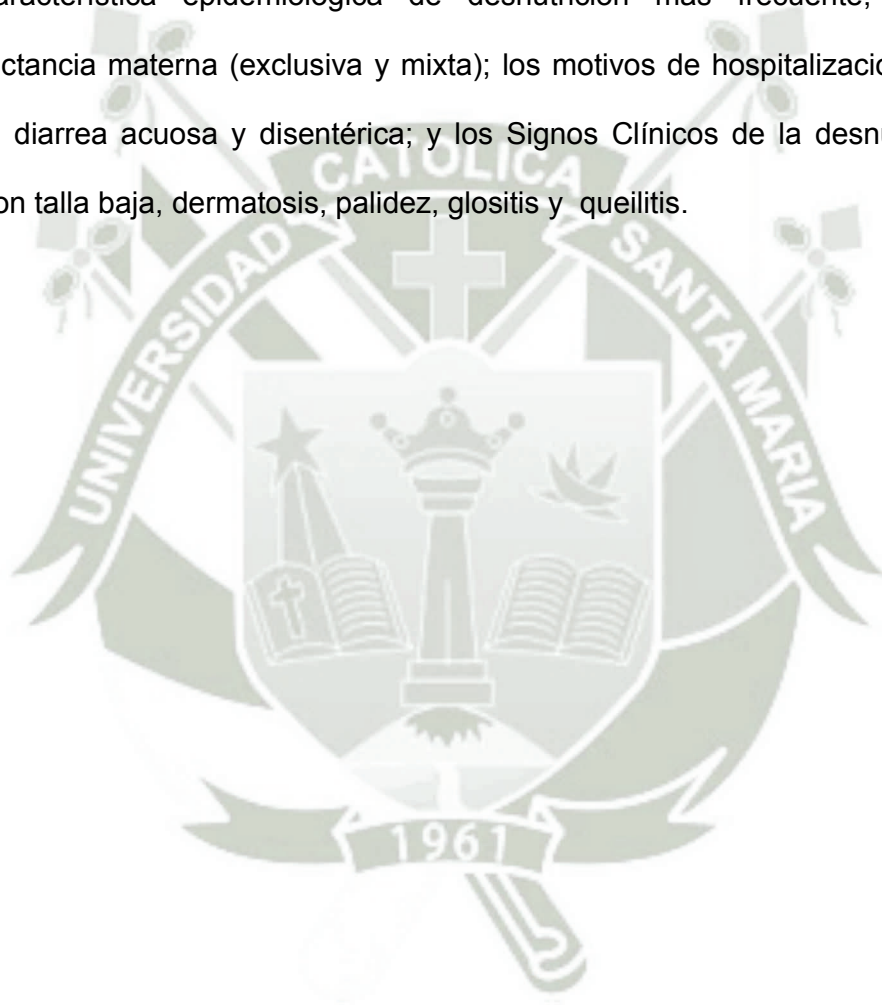 característica epidemiológica de desnutrición más frecuente,
ctancia materna (exclusiva y mixta); los motivos de hospitalizació
diarrea acuosa y disentérica; y los Signos Clínicos de la desnu
on talla baja, dermatosis, palidez, glositis y queilitis.
UNIVERSIDAD CATOLICA SANTA MARIA
1961